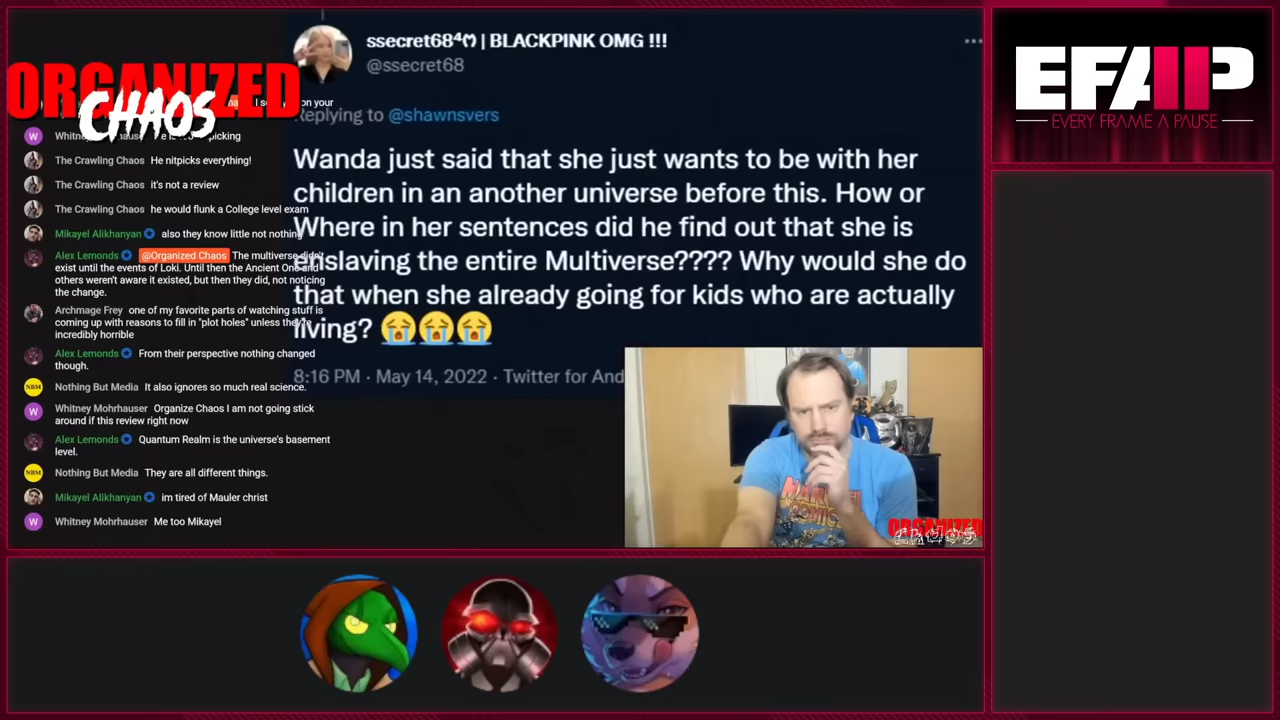 ORGANIZED
CHAOS
on your
picking
The Crawling Chaos He nitpicks everything!
The Crawling Chaos it's not a review
The Crawling Chaos he would flunk a College level exam
Mikayel Alikhanyan also they know little not nothing
Alex Lemonds @Organized Chaos The multiverse didn't
exist until the events of Loki. Until then the Ancient One and
others weren't aware it existed, but then they did, not noticing
the change.
Archmage Frey one of my favorite parts of watching stuff is
coming up with reasons to fill in "plot holes" unless they're
incredibly horrible
Alex Lemonds From their perspective nothing changed
though.
NBM Nothing But Media It also ignores so much real science.
W Whitney Mohrhauser Organize Chaos I am not going stick
around if this review right now
Alex Lemonds Quantum Realm is the universe's basement
level.
NBM Nothing But Media They are all different things.
Mikayel Alikhanyan im tired of Mauler christ
W Whitney Mohrhauser Me too Mikayel
ssecret68 | BLACKPINK OMG !!!
@ssecret68
Replying to @shawnsvers
Wanda just said that she just wants to be with her
children in an another universe before this. How or
Where in her sentences did he find out that she is
enslaving the entire Multiverse???? Why would she do
that when she already going for kids who are actually
living? 😭😭😭
8:16 PM · May 14, 2022 · Twitter for And
MARVEL
COMICS
ORGANIZED
CHAOS
EFAP
EVERY FRAME A PAUSE